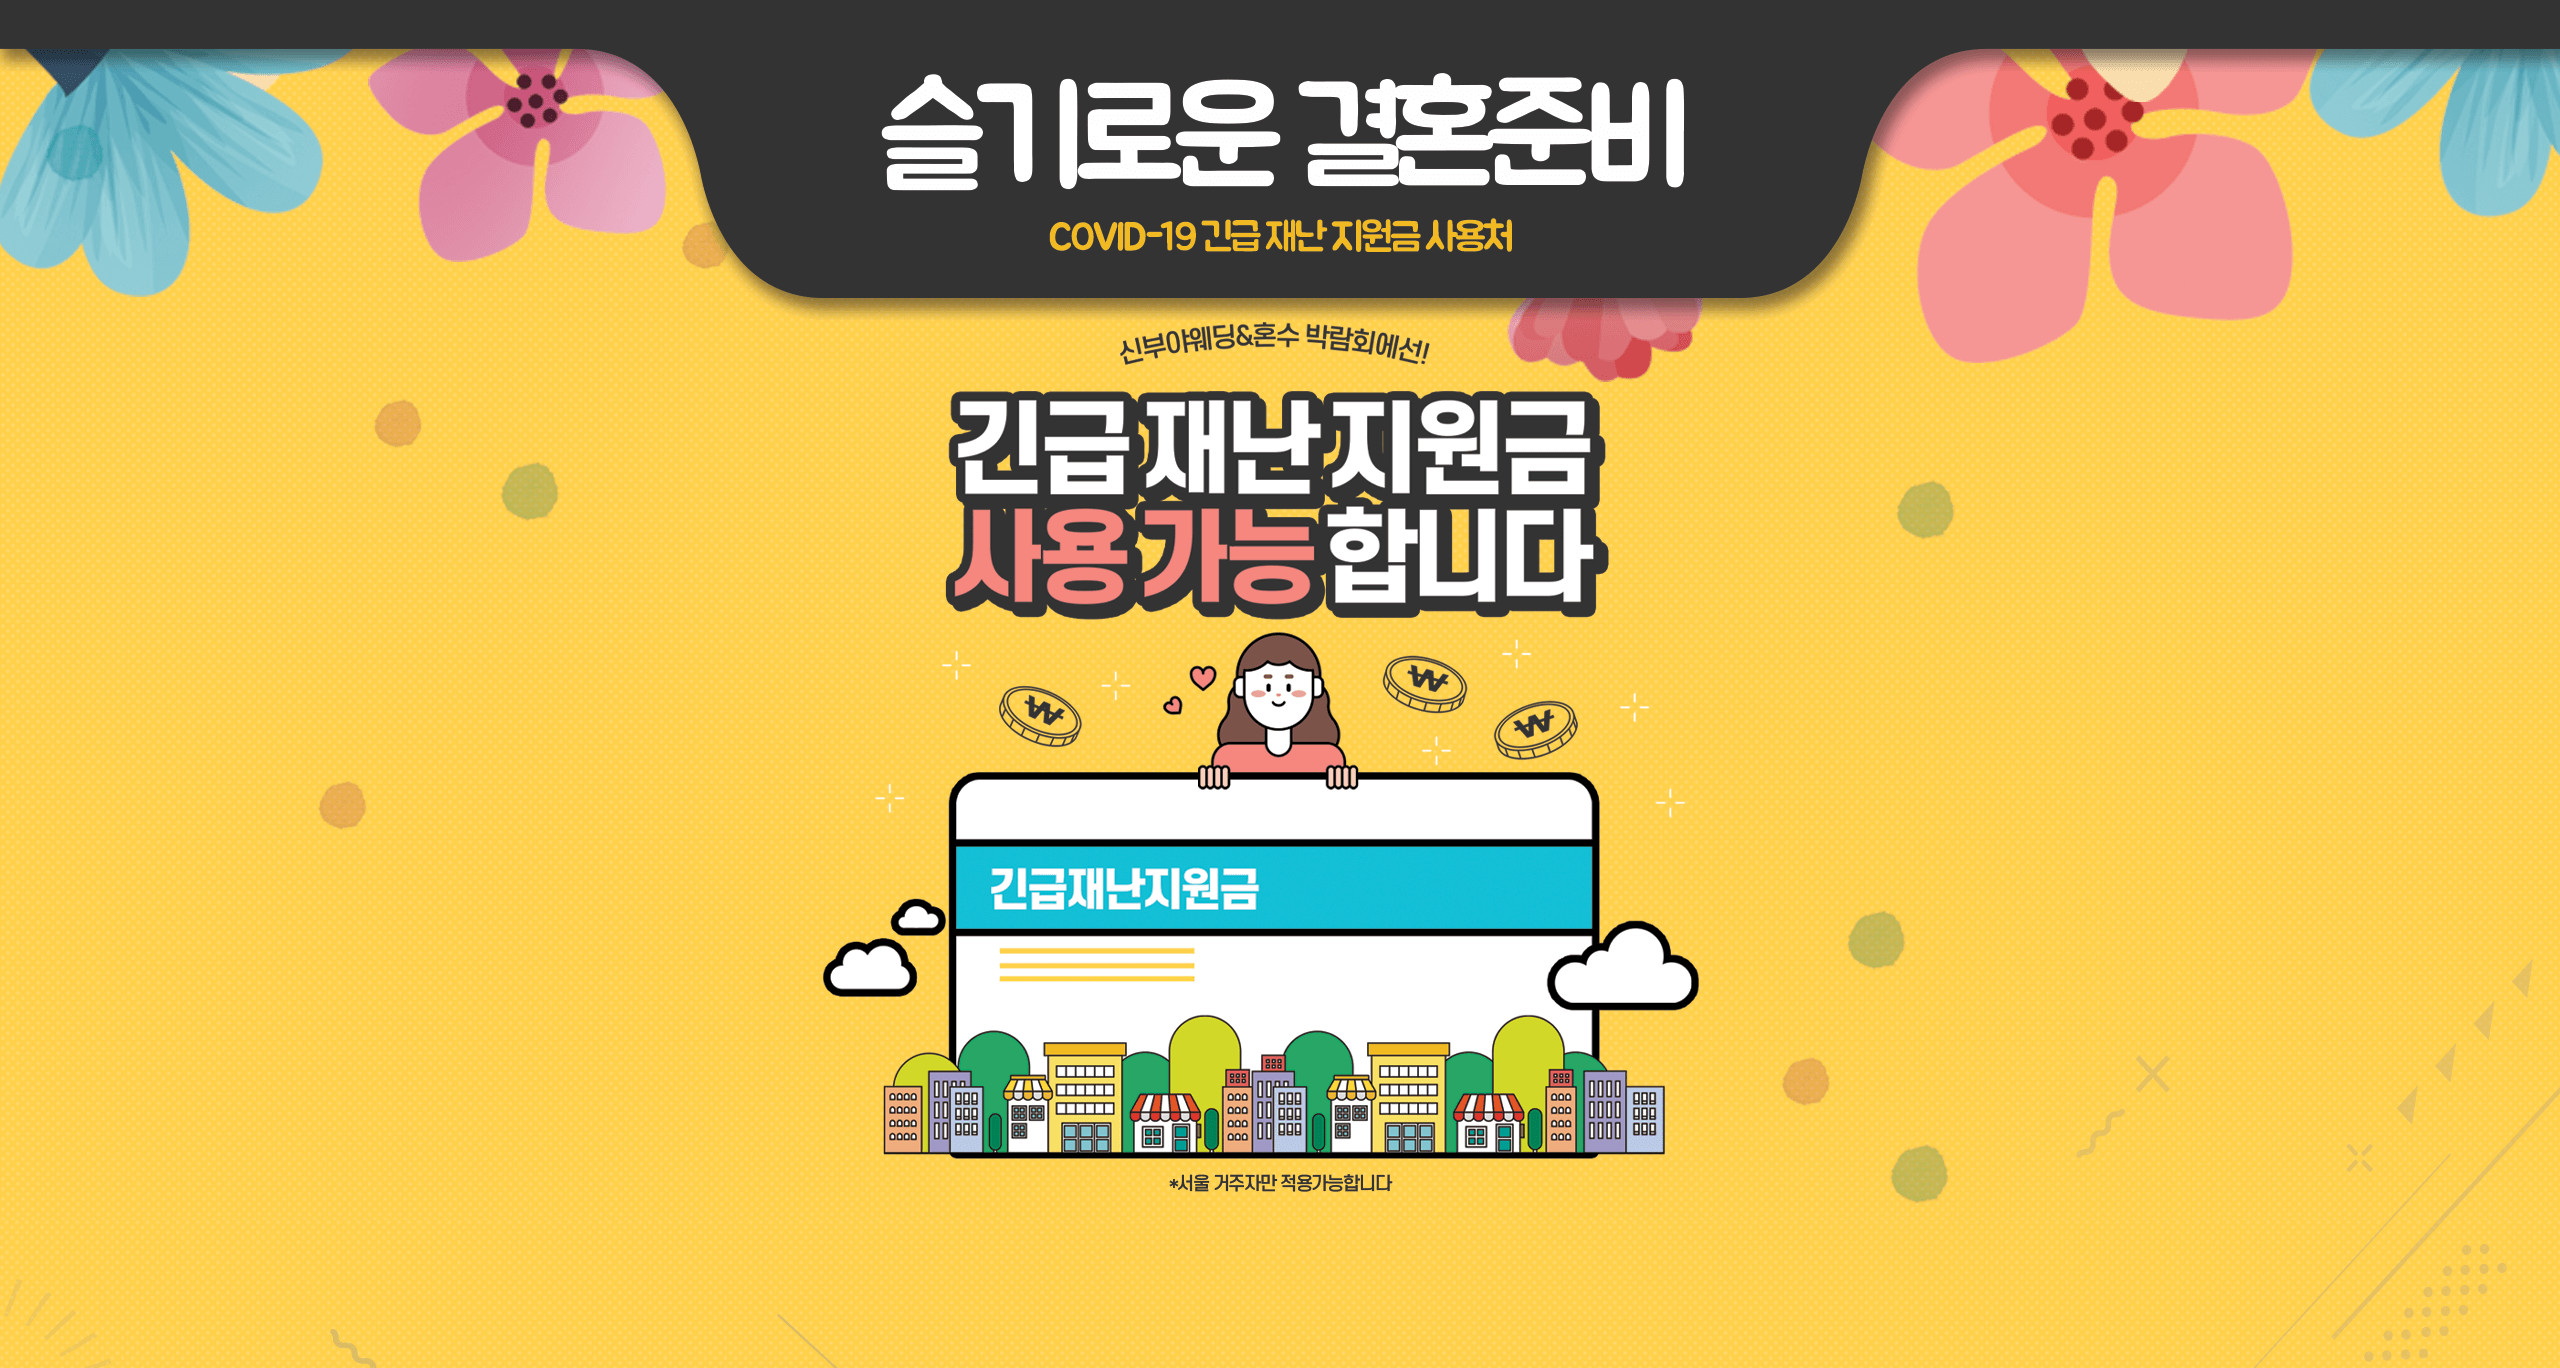 슬기로운 결혼준비
COVID-19 긴급 재난 지원금 사용처
신부야웨딩&혼수 박람회에선!
긴급 재난 지원금
사용 가능 합니다
긴급재난지원금
*서울 거주자만 적용가능합니다